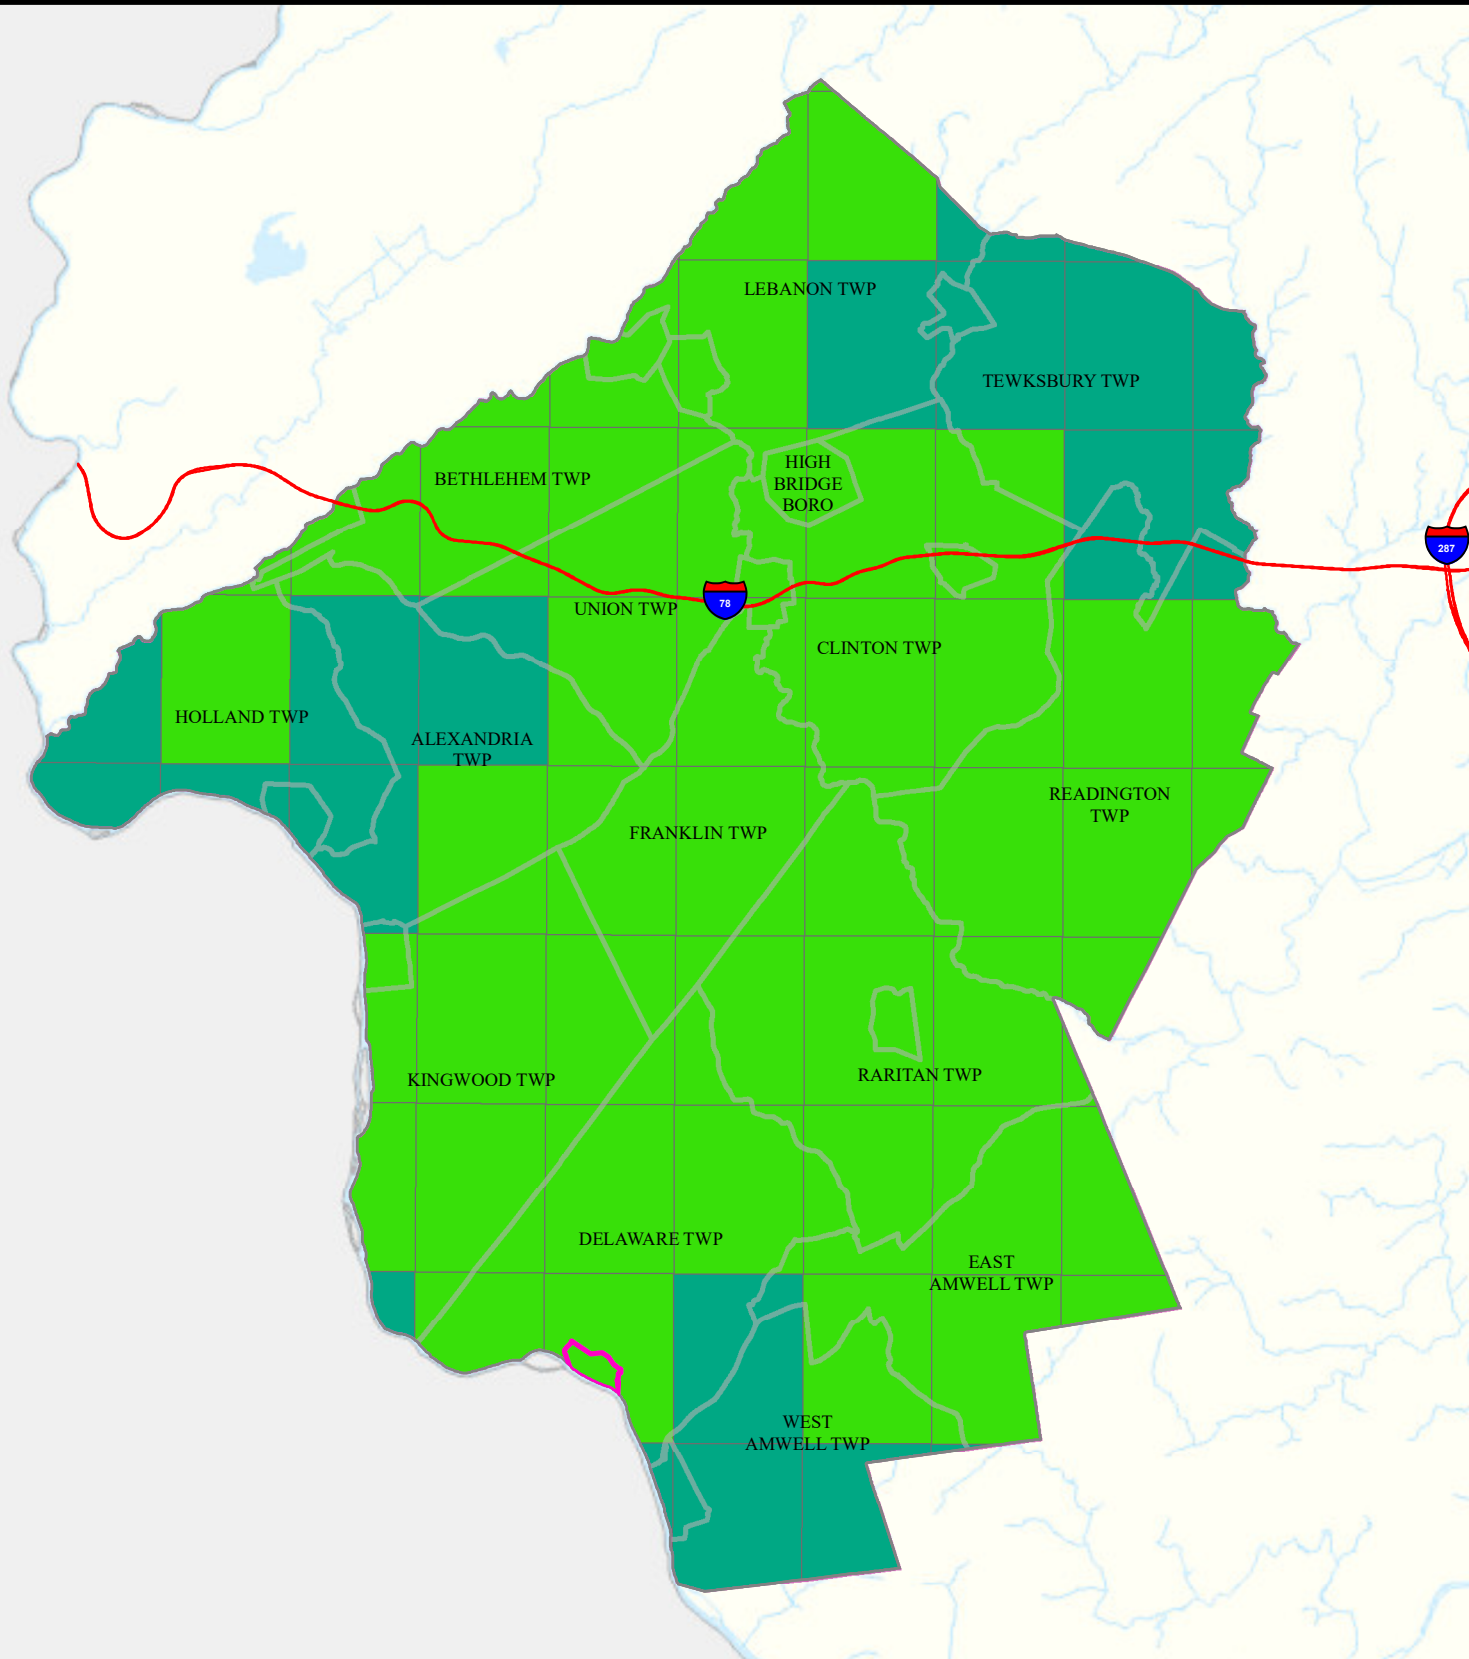 LEBANON TWP
TEWKSBURY TWP
HIGH
BRIDGE
BORO
BETHLEHEM TWP
287
78
UNION TWP
CLINTON TWP
HOLLAND TWP
ALEXANDRIA
TWP
READINGTON
TWP
FRANKLIN TWP
RARITAN TWP
KINGWOOD TWP
DELAWARE TWP
EAST
AMWELL TWP
WEST
AMWELL TWP